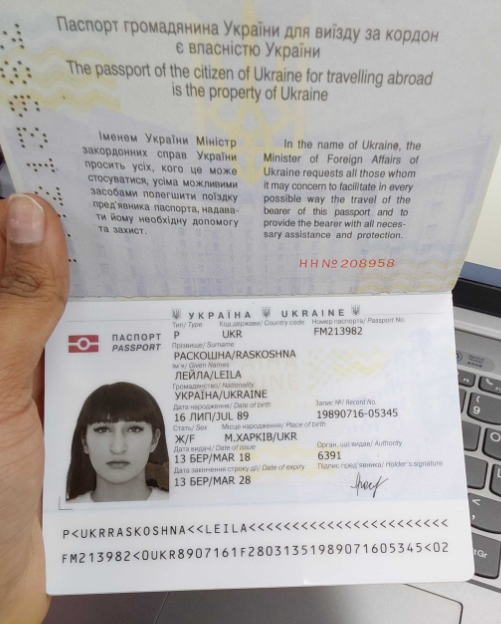 Паспорт громадянина України для виїзду за кордон
є власністю України
The passport of the citizen of Ukraine for travelling abroad
is the property of Ukraine
Іменем України Міністр
закордонних справ України
просить усіх, кого це може
стосуватися, усіма можливими
засобами полегшити поїздку
пред'явника паспорта, надава-
ти йому необхідну допомогу
та захист.
In the name of Ukraine, the
Minister of Foreign Affairs of
Ukraine requests all those whom
it may concern to facilitate in every
possible way the travel of the
bearer of this passport and to
provide the bearer with all neces-
sary assistance and protection.
НН№208958
УКРАЇНА UKRAINE
ПАСПОРТ
PASSPORT
Тип/ Type Код держави/ Country code Номер паспорта/ Passport No.
P UKR FM213982
Прізвище/ Surname
РАСКОШНА/RASKOSHNA
Ім'я/ Given Names
ЛЕЙЛА/LEILA
Громадянство/ Nationality
УКРАЇНА/UKRAINE
Дата народження/ Date of birth Запис №/ Record No.
16 ЛИП/JUL 89 19890716-05345
Стать/ Sex Місце народження/ Place of birth
Ж/F М.ХАРКІВ/UKR
Дата видачі/ Date of issue Орган, що видав/ Authority
13 БЕР/MAR 18 6391
Дата закінчення строку дії/ Date of expiry Підпис пред'явника/ Holder's signature
13 БЕР/MAR 28
P<UKRRASKOSHNA<<LEILA<<<<<<<<<<<<<<<<<<<<<<<
FM213982<0UKR8907161F2803135198907160​5345<02